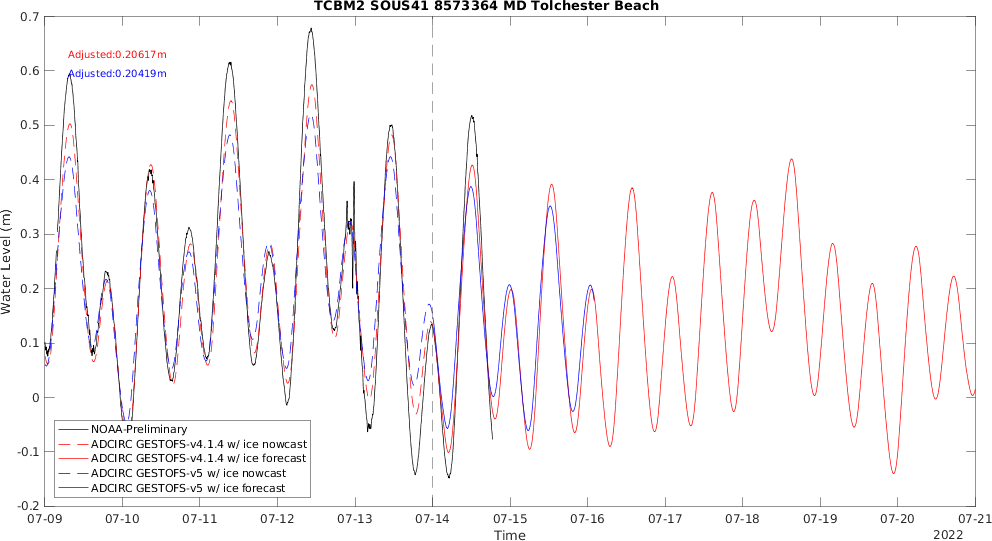 TCBM2 SOUS41 8573364 MD Tolchester Beach
0.7
0.6
0.5
0.4
0.3
0.2
0.1
0
-0.1
-0.2
Water Level (m)
Adjusted:0.20617m
Adjusted:0.20419m
NOAA-Preliminary
ADCIRC GESTOFS-v4.1.4 w/ ice nowcast
ADCIRC GESTOFS-v4.1.4 w/ ice forecast
ADCIRC GESTOFS-v5 w/ ice nowcast
ADCIRC GESTOFS-v5 w/ ice forecast
07-09 07-10 07-11 07-12 07-13 07-14 07-15 07-16 07-17 07-18 07-19 07-20 07-21
Time
2022